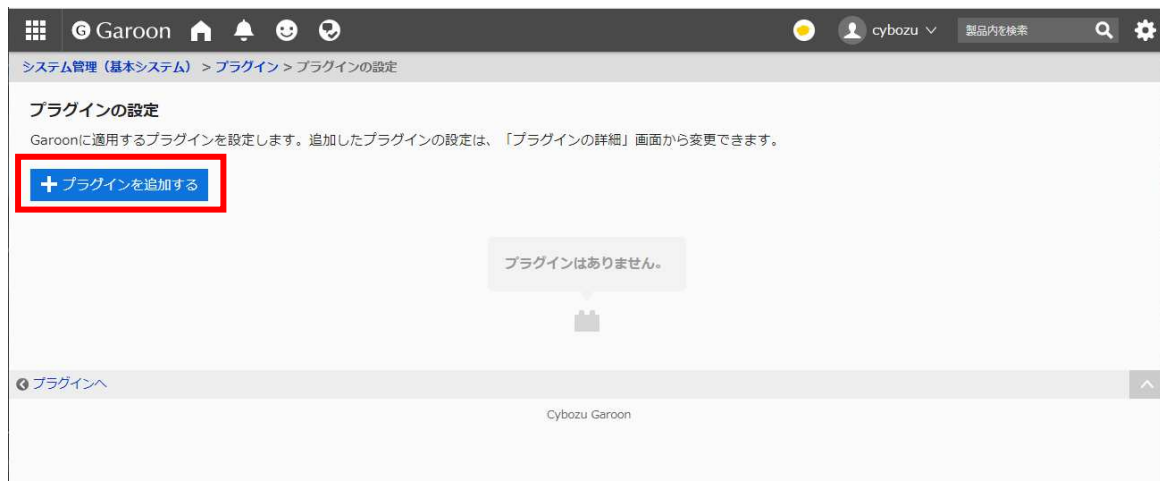 Garoon cybozu 製品内を検索
システム管理（基本システム） > プラグイン > プラグインの設定
プラグインの設定
Garoonに適用するプラグインを設定します。追加したプラグインの設定は、「プラグインの詳細」画面から変更できます。
プラグインを追加する
プラグインはありません。
プラグインへ
Cybozu Garoon